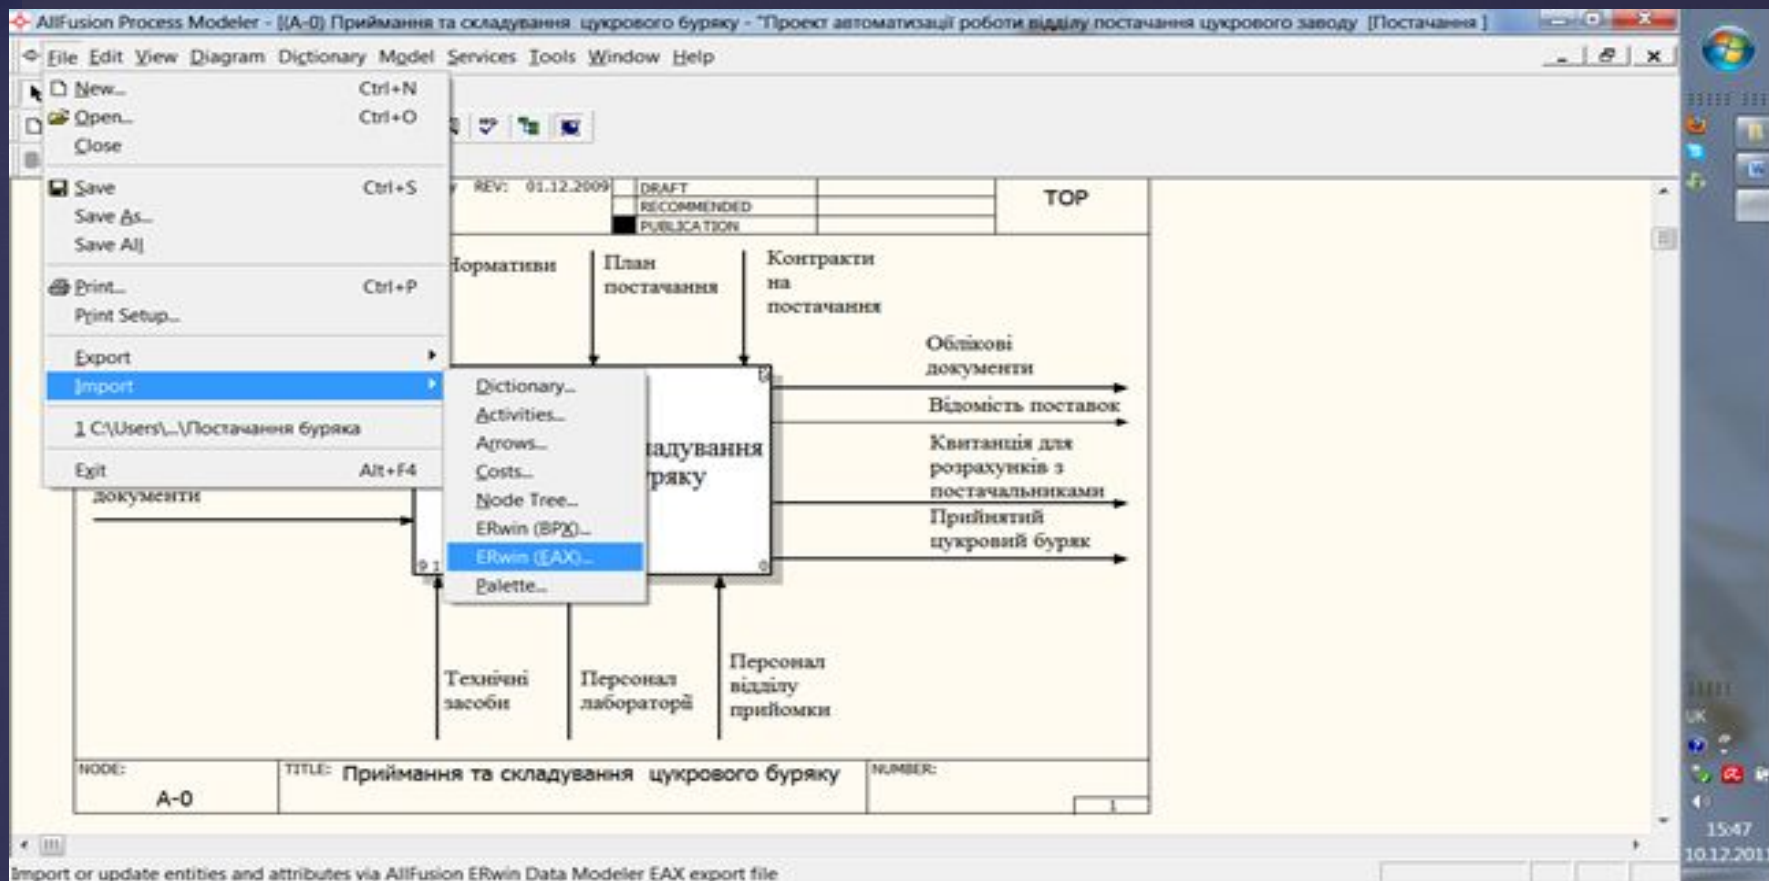 AllFusion Process Modeler - [(A-0) Приймання та складування цукрового буряку - "Проект автоматизації роботи відділу постачання цукрового заводу [Постачання ]
File Edit View Diagram Dictionary Model Services Tools Window Help
New... Ctrl+N
Open... Ctrl+O
Close
Save Ctrl+S
Save As...
Save All
Print... Ctrl+P
Print Setup...
Export
Import
1 C:\Users\...\Постачання буряка
Exit Alt+F4
Dictionary...
Activities...
Arrows...
Costs...
Node Tree...
ERwin (BPX)...
ERwin (EAX)...
Palette...
REV: 01.12.2009
DRAFT
RECOMMENDED
PUBLICATION
TOP
Нормативи
План
постачання
Контракти
на
постачання
Облікові
документи
Відомість поставок
Квитанція для
розрахунків з
постачальниками
Прийнятий
цукровий буряк
ладування
уряку
0
документи
Технічні
засоби
Персонал
лабораторії
Персонал
відділу
прийомки
NODE:
A-0
TITLE: Приймання та складування цукрового буряку
NUMBER:
1
Import or update entities and attributes via AllFusion ERwin Data Modeler EAX export file
UK
15:47
10.12.2011